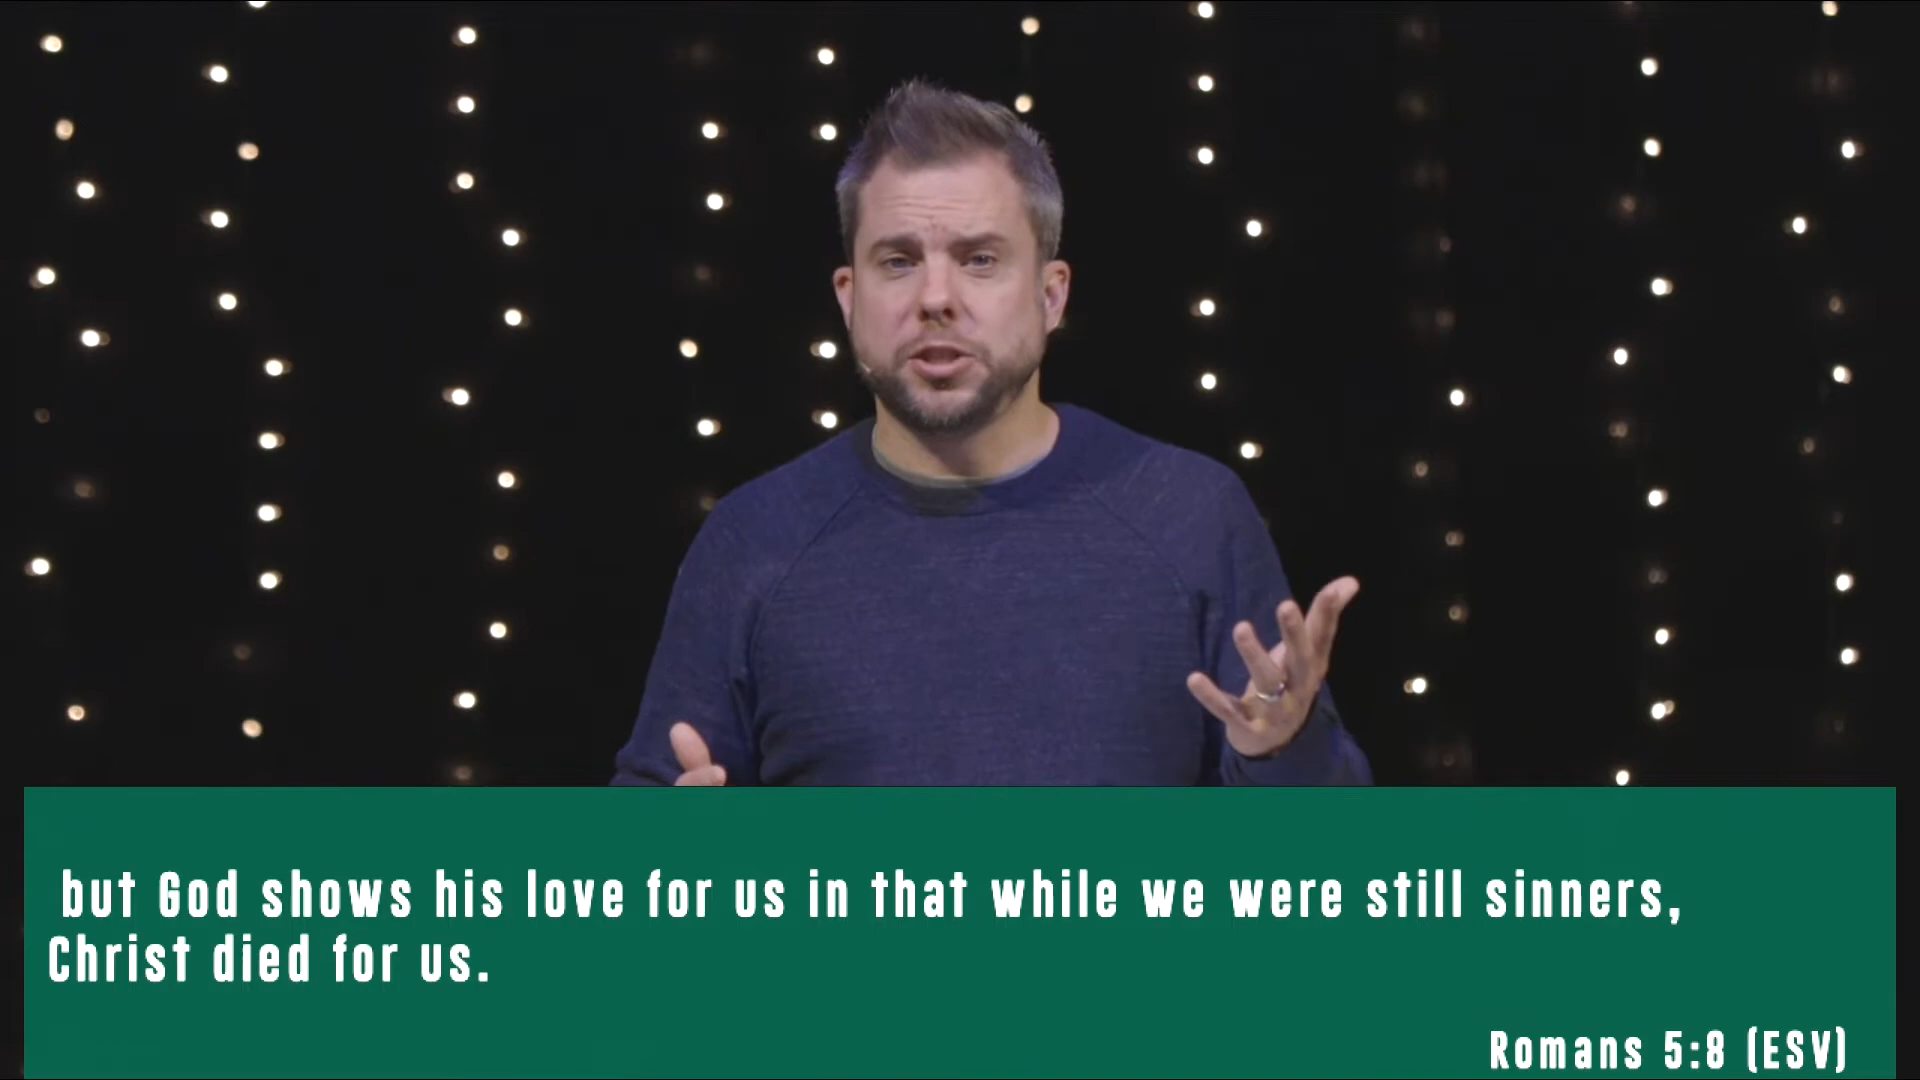 but God shows his love for us in that while we were still sinners,
Christ died for us.
Romans 5:8 (ESV)